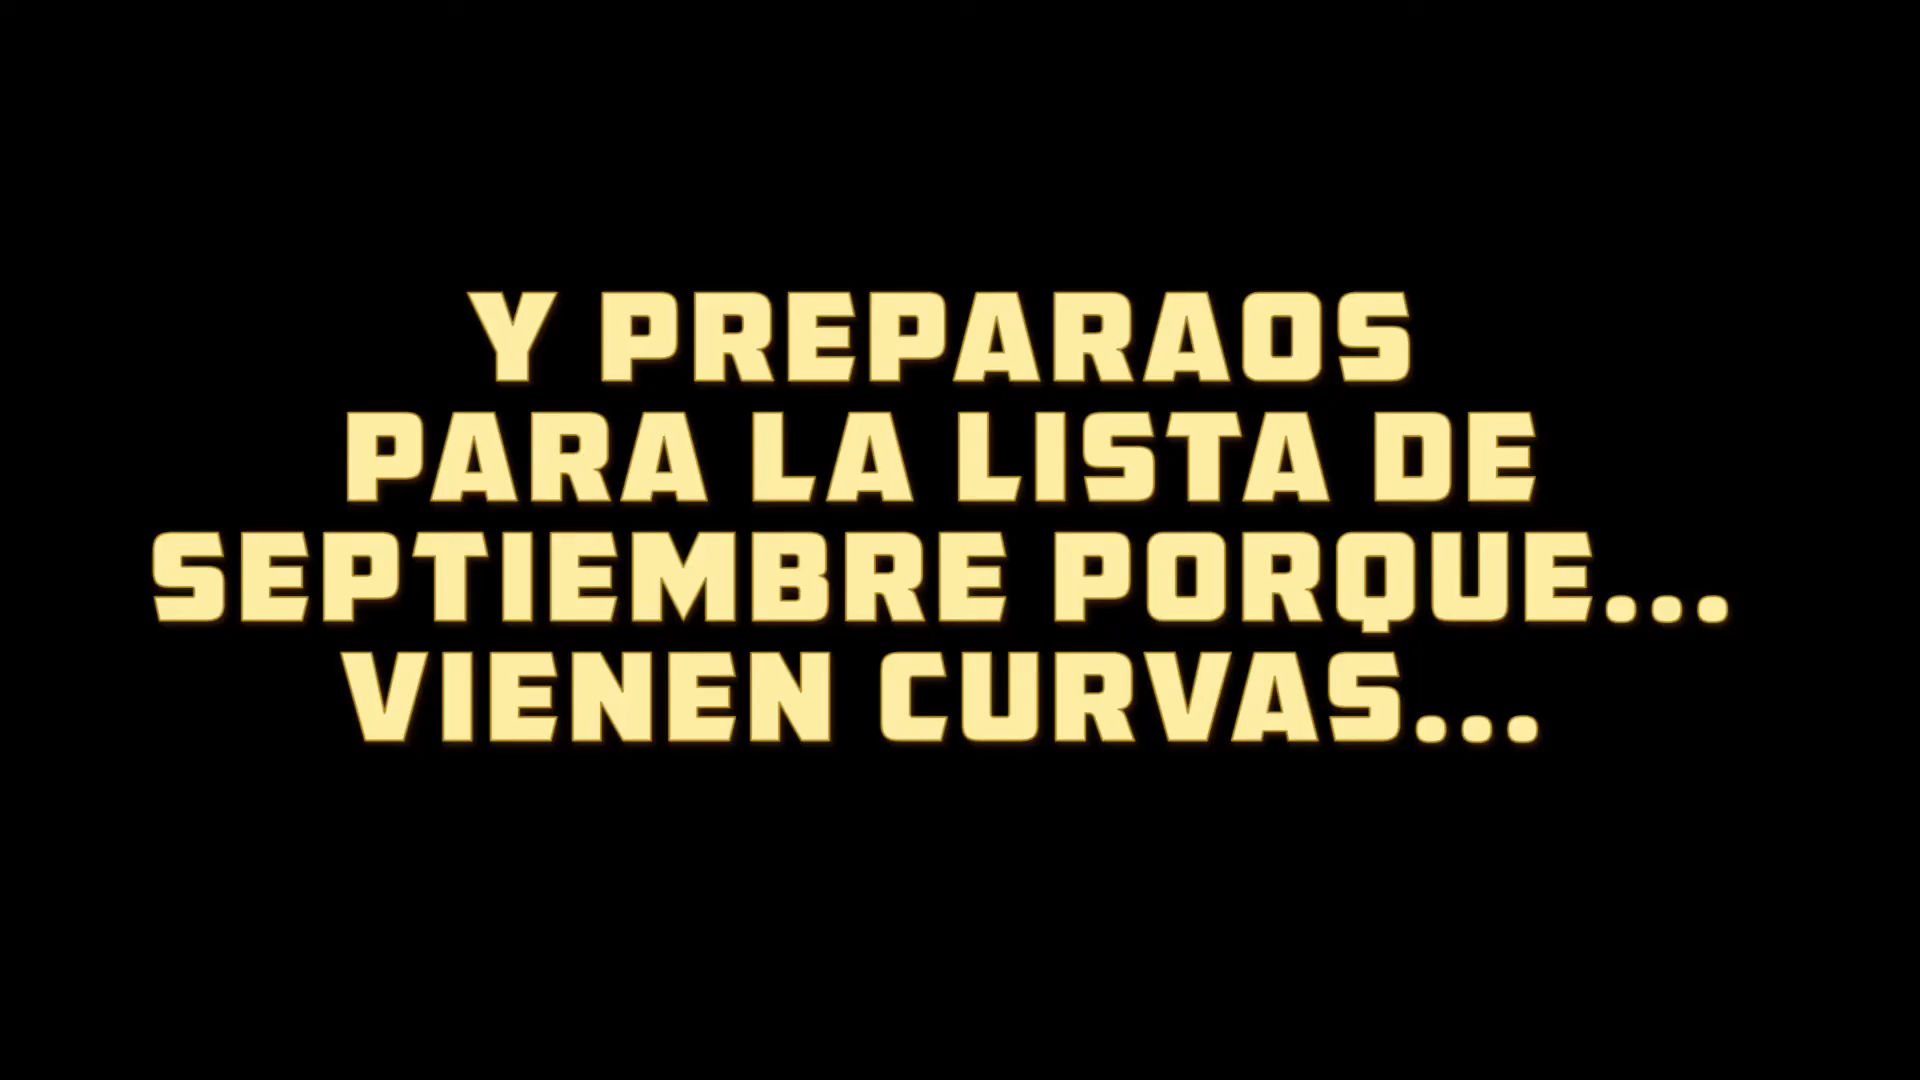 Y PREPARAOS
PARA LA LISTA DE
SEPTIEMBRE PORQUE...
VIENEN CURVAS...